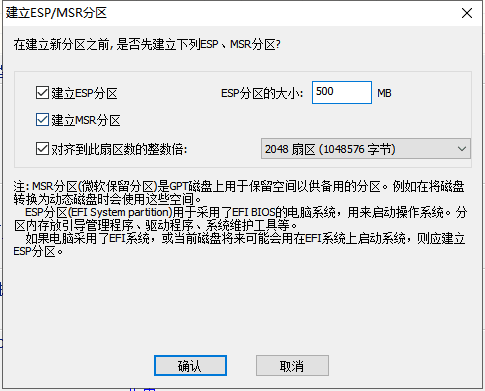 建立ESP/MSR分区
在建立新分区之前, 是否先建立下列ESP、MSR分区?
建立ESP分区 ESP分区的大小: 500 MB
建立MSR分区
对齐到此扇区数的整数倍: 2048 扇区 (1048576 字节)
注: MSR分区(微软保留分区)是GPT磁盘上用于保留空间以供备用的分区。例如在将磁盘
转换为动态磁盘时会使用这些空间。
ESP分区(EFI System partition)用于采用了EFI BIOS的电脑系统，用来启动操作系统。分
区内存放引导管理程序、驱动程序、系统维护工具等。
如果电脑采用了EFI系统，或当前磁盘将来可能会用在EFI系统上启动系统，则应建立
ESP分区。
确认 取消